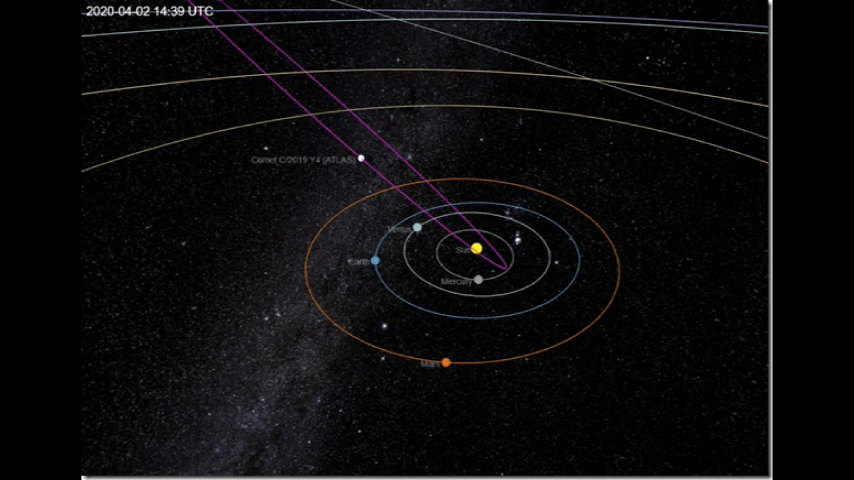 2020-04-02 14:39 UTC
Comet C/2019 Y4 (ATLAS)
Venus
Sun
Earth
Mercury
Mars